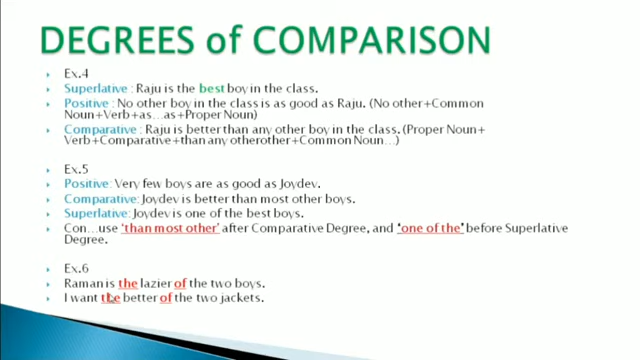 DEGREES of COMPARISON
Ex.4
Superlative : Raju is the best boy in the class.
Positive : No other boy in the class is as good as Raju. (No other+Common
Noun+Verb+as...as+Proper Noun)
Comparative : Raju is better than any other boy in the class. (Proper Noun+
Verb+Comparative+than any otherother+Common Noun...)
Ex.5
Positive: Very few boys are as good as Joydev.
Comparative: Joydev is better than most other boys.
Superlative: Joydev is one of the best boys.
Con...use 'than most other' after Comparative Degree, and 'one of the' before Superlative
Degree.
Ex.6
Raman is the lazier of the two boys.
I want the better of the two jackets.